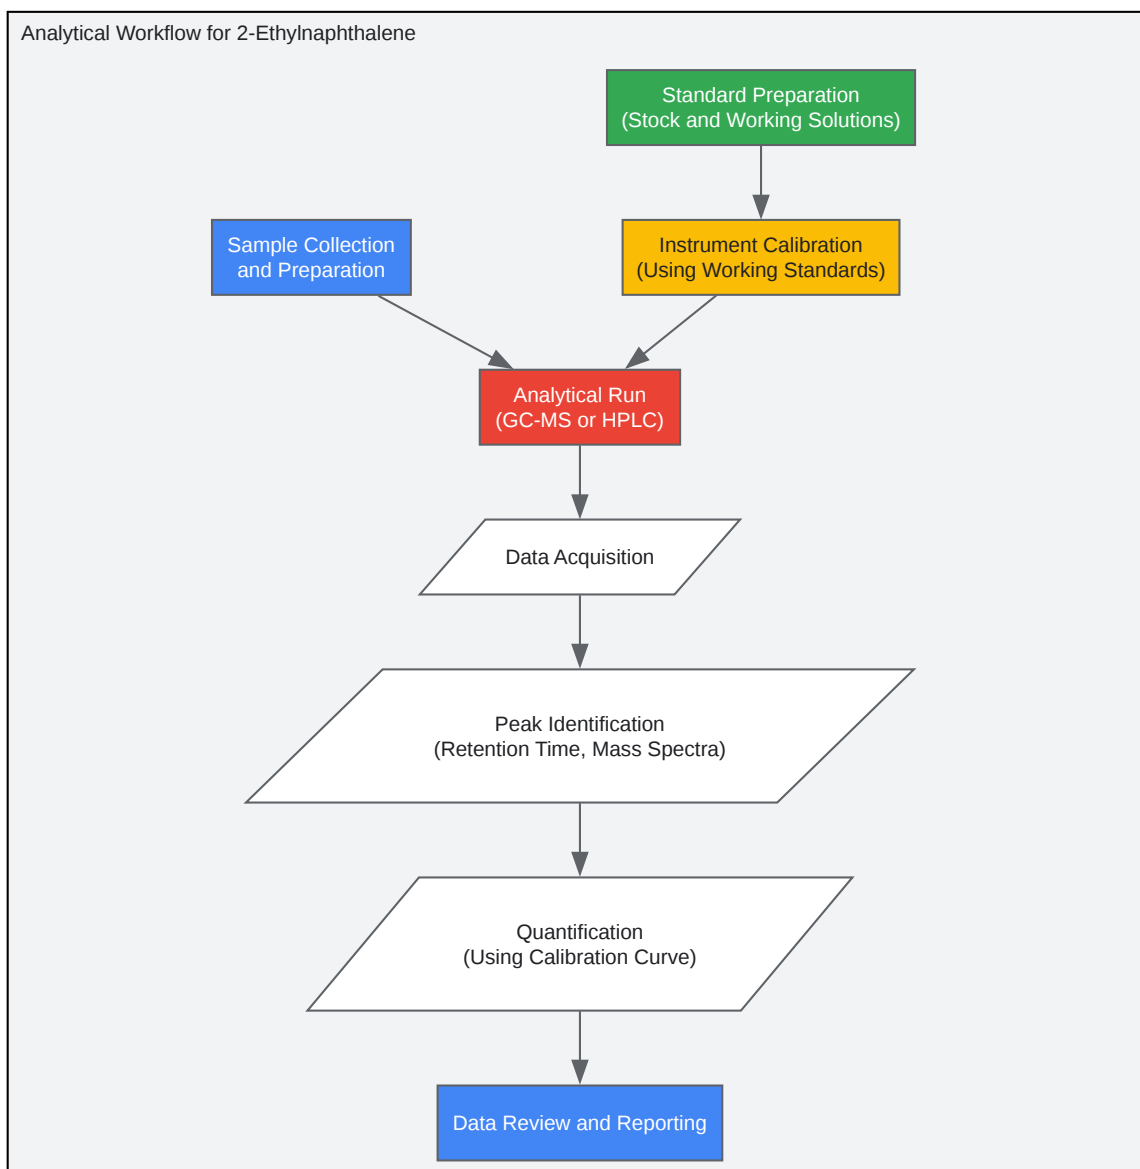 Analytical Workflow for 2-Ethylnaphthalene
Standard Preparation
(Stock and Working Solutions)
Sample Collection
and Preparation
Instrument Calibration
(Using Working Standards)
Analytical Run
(GC-MS or HPLC)
Data Acquisition
Peak Identification
(Retention Time, Mass Spectra)
Quantification
(Using Calibration Curve)
Data Review and Reporting